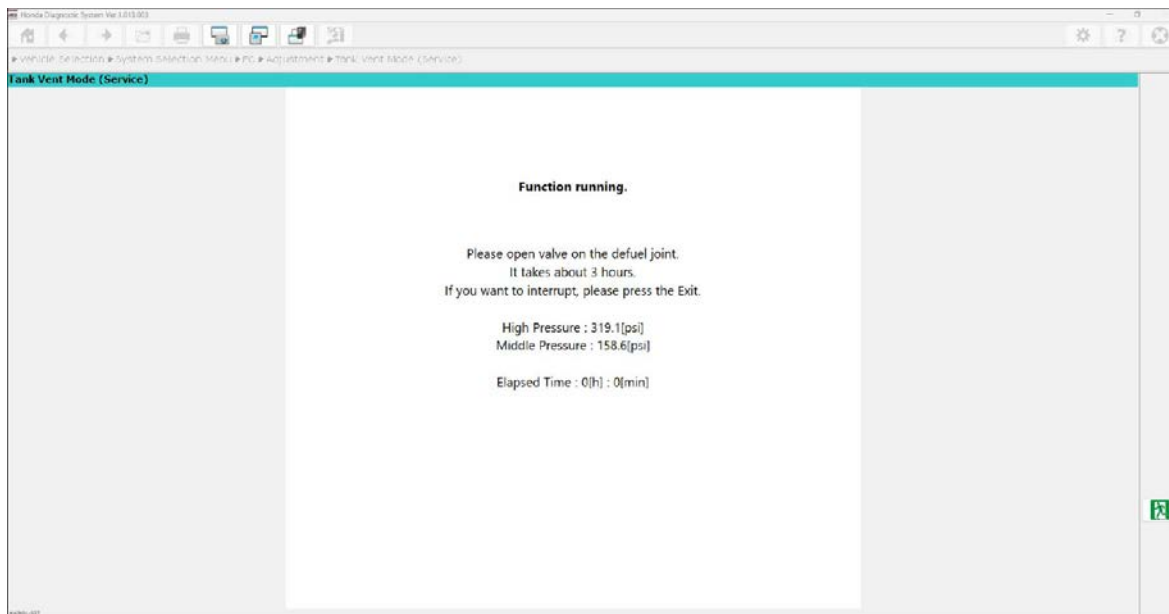 Honda Diagnostic System Ver 3.013.003
Vehicle Selection System Selection Menu FC Adjustment Tank Vent Mode (Service)
Tank Vent Mode (Service)
Function running.
Please open valve on the defuel joint.
It takes about 3 hours.
If you want to interrupt, please press the Exit.
High Pressure : 319.1[psi]
Middle Pressure : 158.6[psi]
Elapsed Time : 0[h] : 0[min]